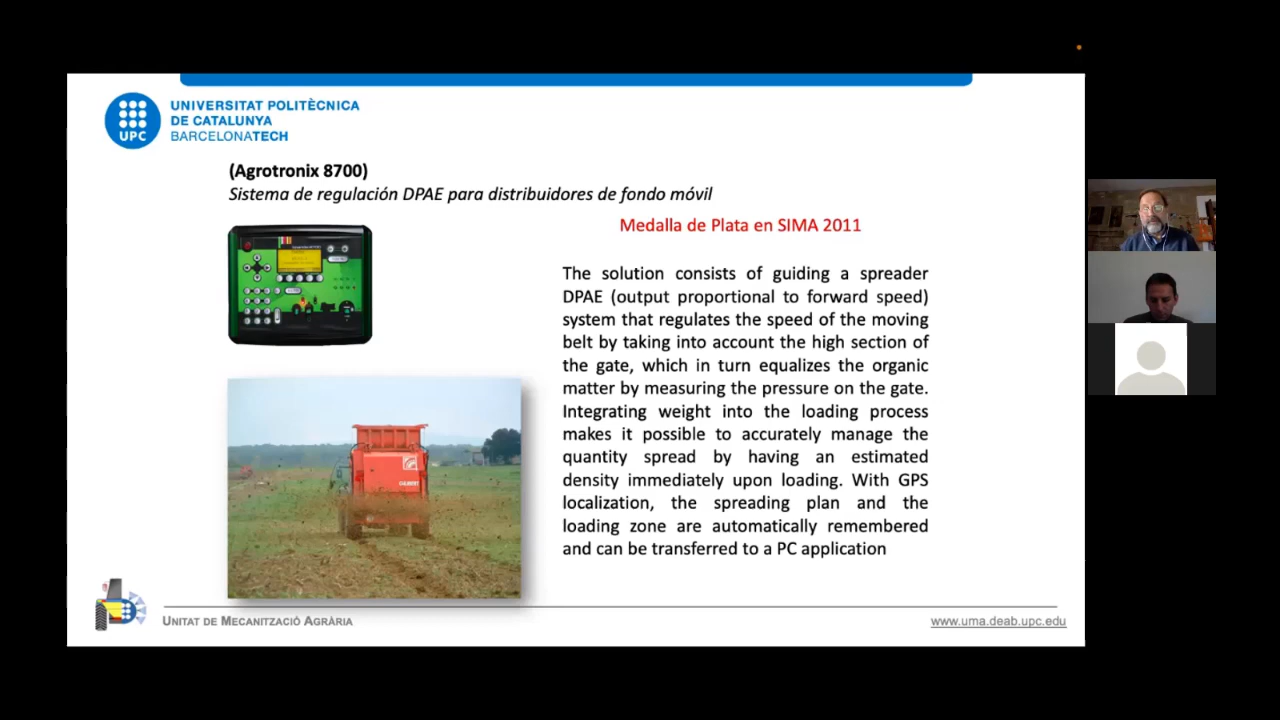 UNIVERSITAT POLITÈCNICA
DE CATALUNYA
BARCELONATECH
UPC
(Agrotronix 8700)
Sistema de regulación DPAE para distribuidores de fondo móvil
Medalla de Plata en SIMA 2011
The solution consists of guiding a spreader
DPAE (output proportional to forward speed)
system that regulates the speed of the moving
belt by taking into account the high section of
the gate, which in turn equalizes the organic
matter by measuring the pressure on the gate.
Integrating weight into the loading process
makes it possible to accurately manage the
quantity spread by having an estimated
density immediately upon loading. With GPS
localization, the spreading plan and the
loading zone are automatically remembered
and can be transferred to a PC application
UNITAT DE MECANITZACIÓ AGRÀRIA
www.uma.deab.upc.edu